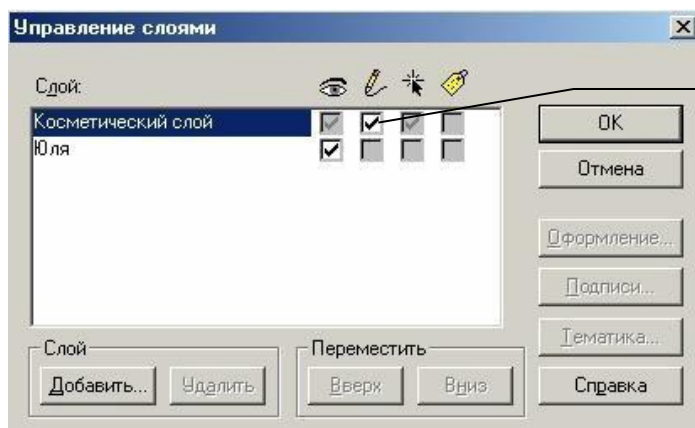 Управление слоями
Слой:
Косметический слой
Юля
OK
Отмена
Оформление...
Подписи...
Тематика...
Справка
Слой
Добавить...
Удалить
Переместить
Вверх
Вниз